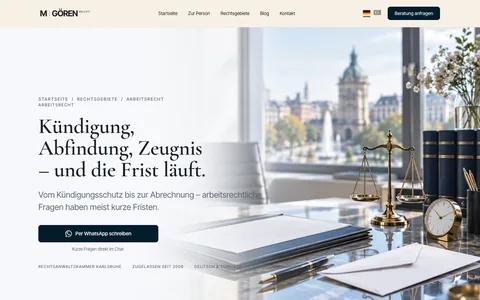 M GÖREN
Startseite Zur Person Rechtsgebiete Blog Kontakt
Beratung anfragen
STARTSEITE / RECHTSGEBIETE / ARBEITSRECHT
ARBEITSRECHT
Kündigung,
Abfindung, Zeugnis
– und die Frist läuft.
Vom Kündigungsschutz bis zur Abrechnung – arbeitsrechtliche
Fragen haben meist kurze Fristen.
Per WhatsApp schreiben
Kurze Fragen direkt im Chat
RECHTSANWALTSKAMMER KARLSRUHE ZUGELASSEN SEIT 2008 DEUTSCH &